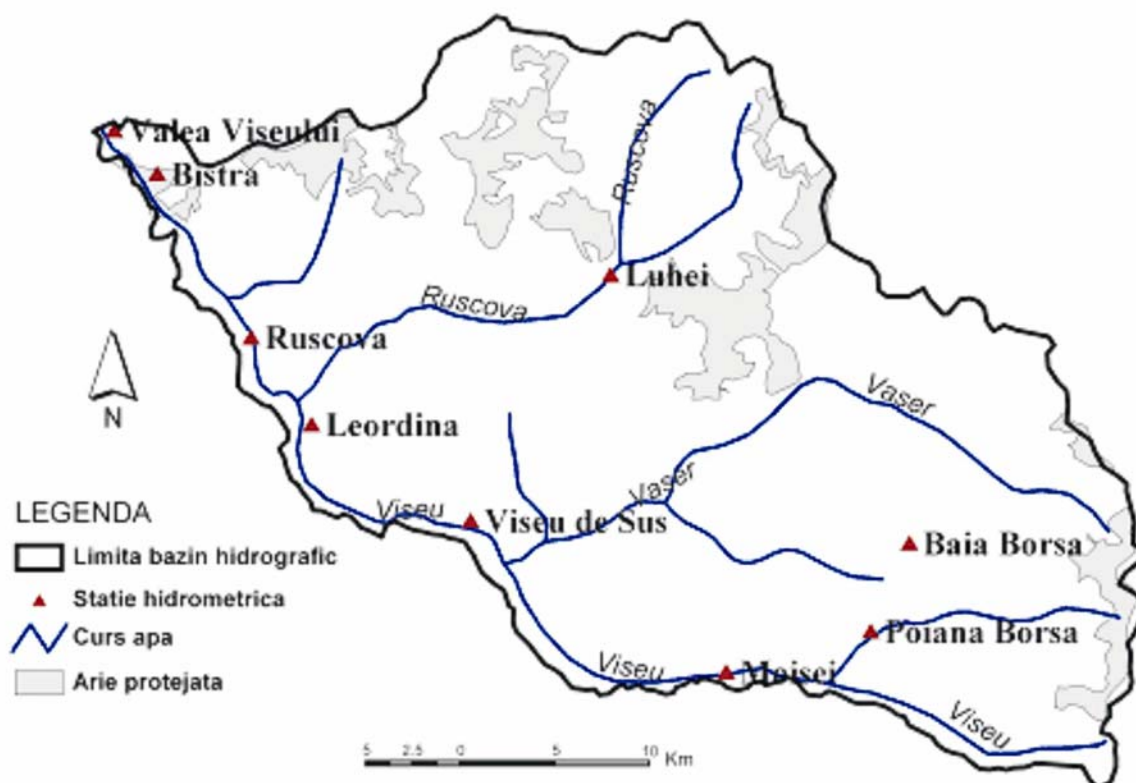 Valea Viseului
Bistra
Ruscova
Luhei
Ruscova
Ruscova
Leordina
Vaser
Vaser
Viseu
Viseu de Sus
Baia Borsa
Poiana Borsa
Viseu
Moisei
Viseu
N
LEGENDA
Limita bazin hidrografic
Statie hidrometrica
Curs apa
Arie protejata
5 2.5 0 5 10 Km